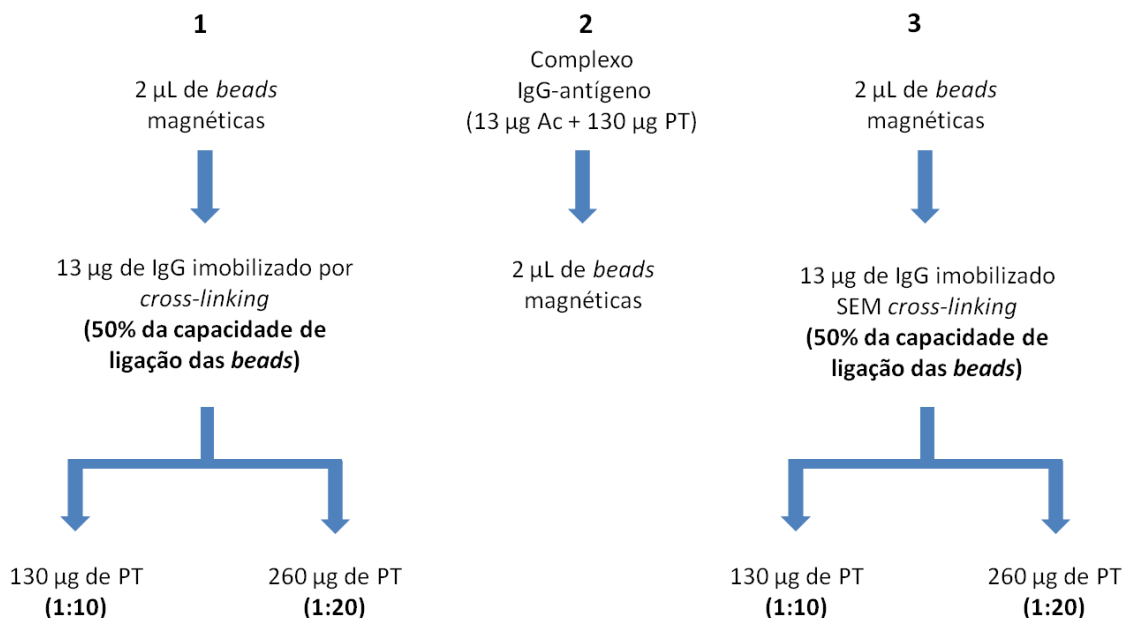 1
2 µL de beads
magnéticas
13 µg de IgG imobilizado por
cross-linking
(50% da capacidade de
ligação das beads)
130 µg de PT
(1:10)
260 µg de PT
(1:20)
2
Complexo
IgG-antígeno
(13 µg Ac + 130 µg PT)
2 µL de beads
magnéticas
3
2 µL de beads
magnéticas
13 µg de IgG imobilizado
SEM cross-linking
(50% da capacidade de
ligação das beads)
130 µg de PT
(1:10)
260 µg de PT
(1:20)